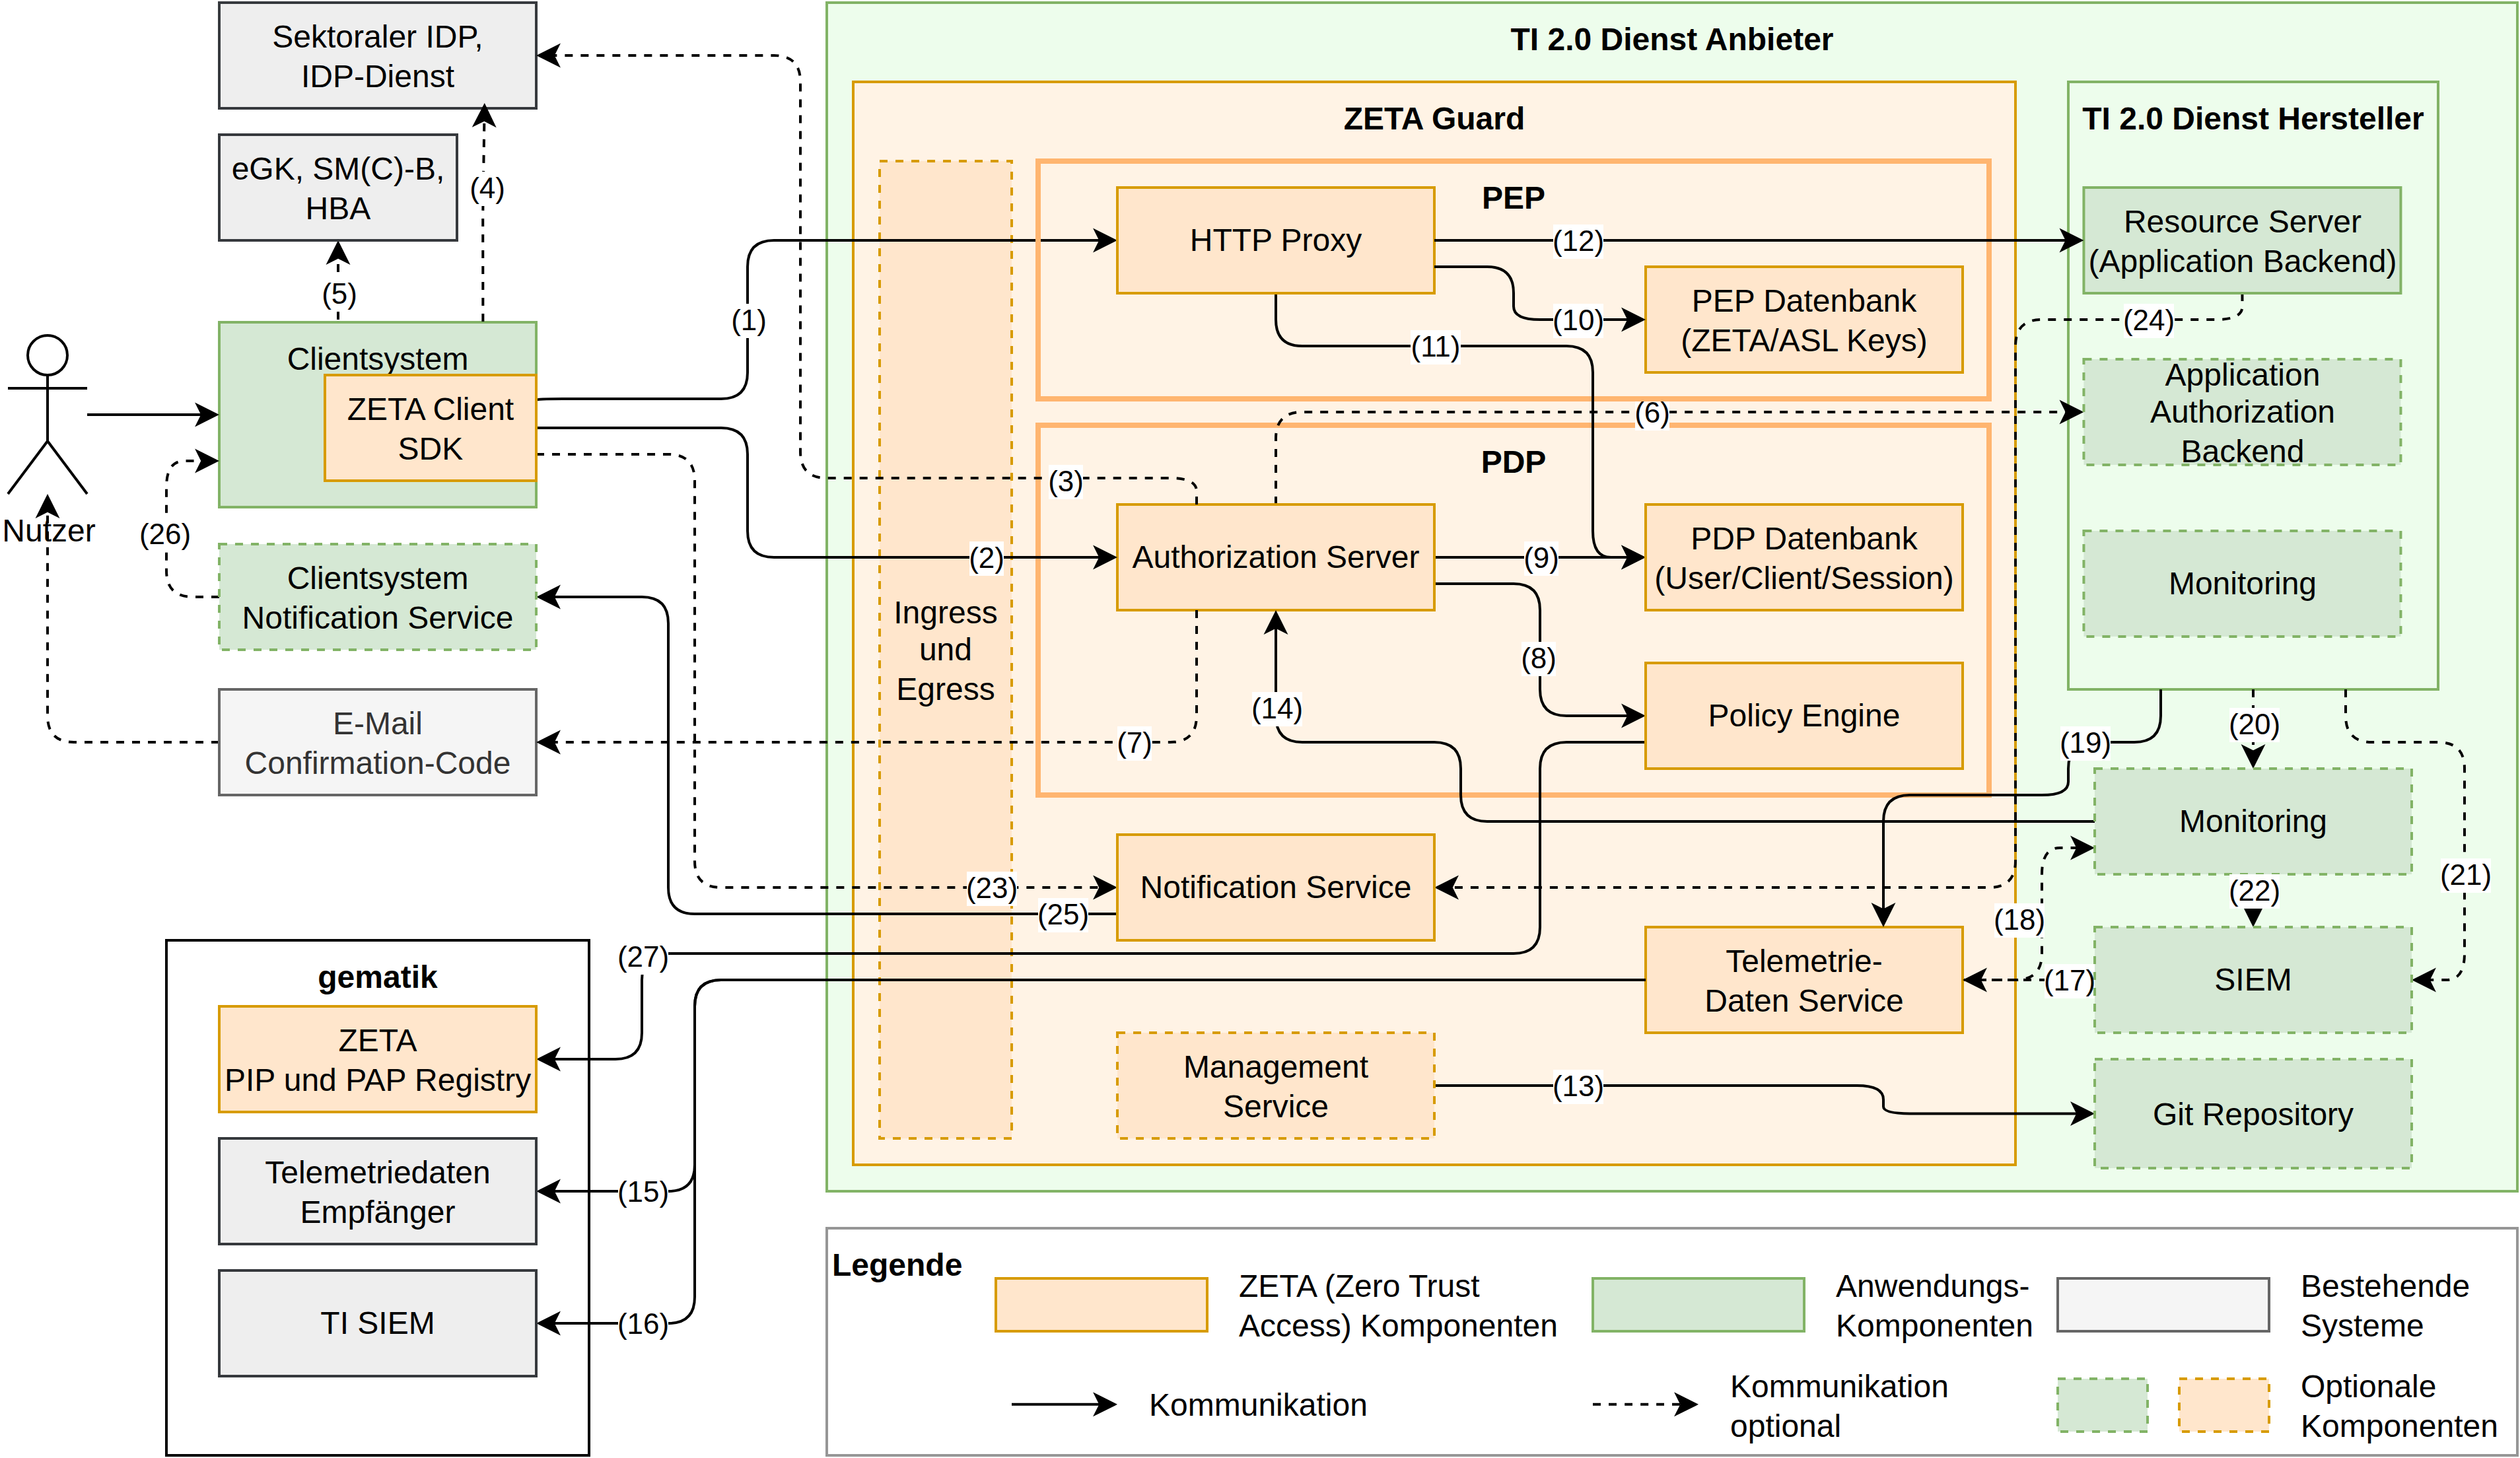 Sektoraler IDP,
IDP-Dienst
eGK, SM(C)-B,
HBA
(4)
(5)
Clientsystem
ZETA Client
SDK
Nutzer
(26)
Clientsystem
Notification Service
E-Mail
Confirmation-Code
(1)
gematik
ZETA
PIP und PAP Registry
Telemetriedaten
Empfänger
TI SIEM
(27)
(15)
(16)
TI 2.0 Dienst Anbieter
ZETA Guard
Ingress
und
Egress
PEP
HTTP Proxy
(12)
(10)
(11)
PEP Datenbank
(ZETA/ASL Keys)
(6)
PDP
(3)
(2)
Authorization Server
(9)
PDP Datenbank
(User/Client/Session)
(8)
(14)
(7)
Policy Engine
(23)
(25)
Notification Service
Telemetrie-
Daten Service
Management
Service
(13)
TI 2.0 Dienst Hersteller
Resource Server
(Application Backend)
(24)
Application
Authorization
Backend
Monitoring
(19)
(20)
Monitoring
(21)
(22)
(18)
(17)
SIEM
Git Repository
Legende
ZETA (Zero Trust
Access) Komponenten
Anwendungs-
Komponenten
Bestehende
Systeme
Kommunikation
Kommunikation
optional
Optionale
Komponenten